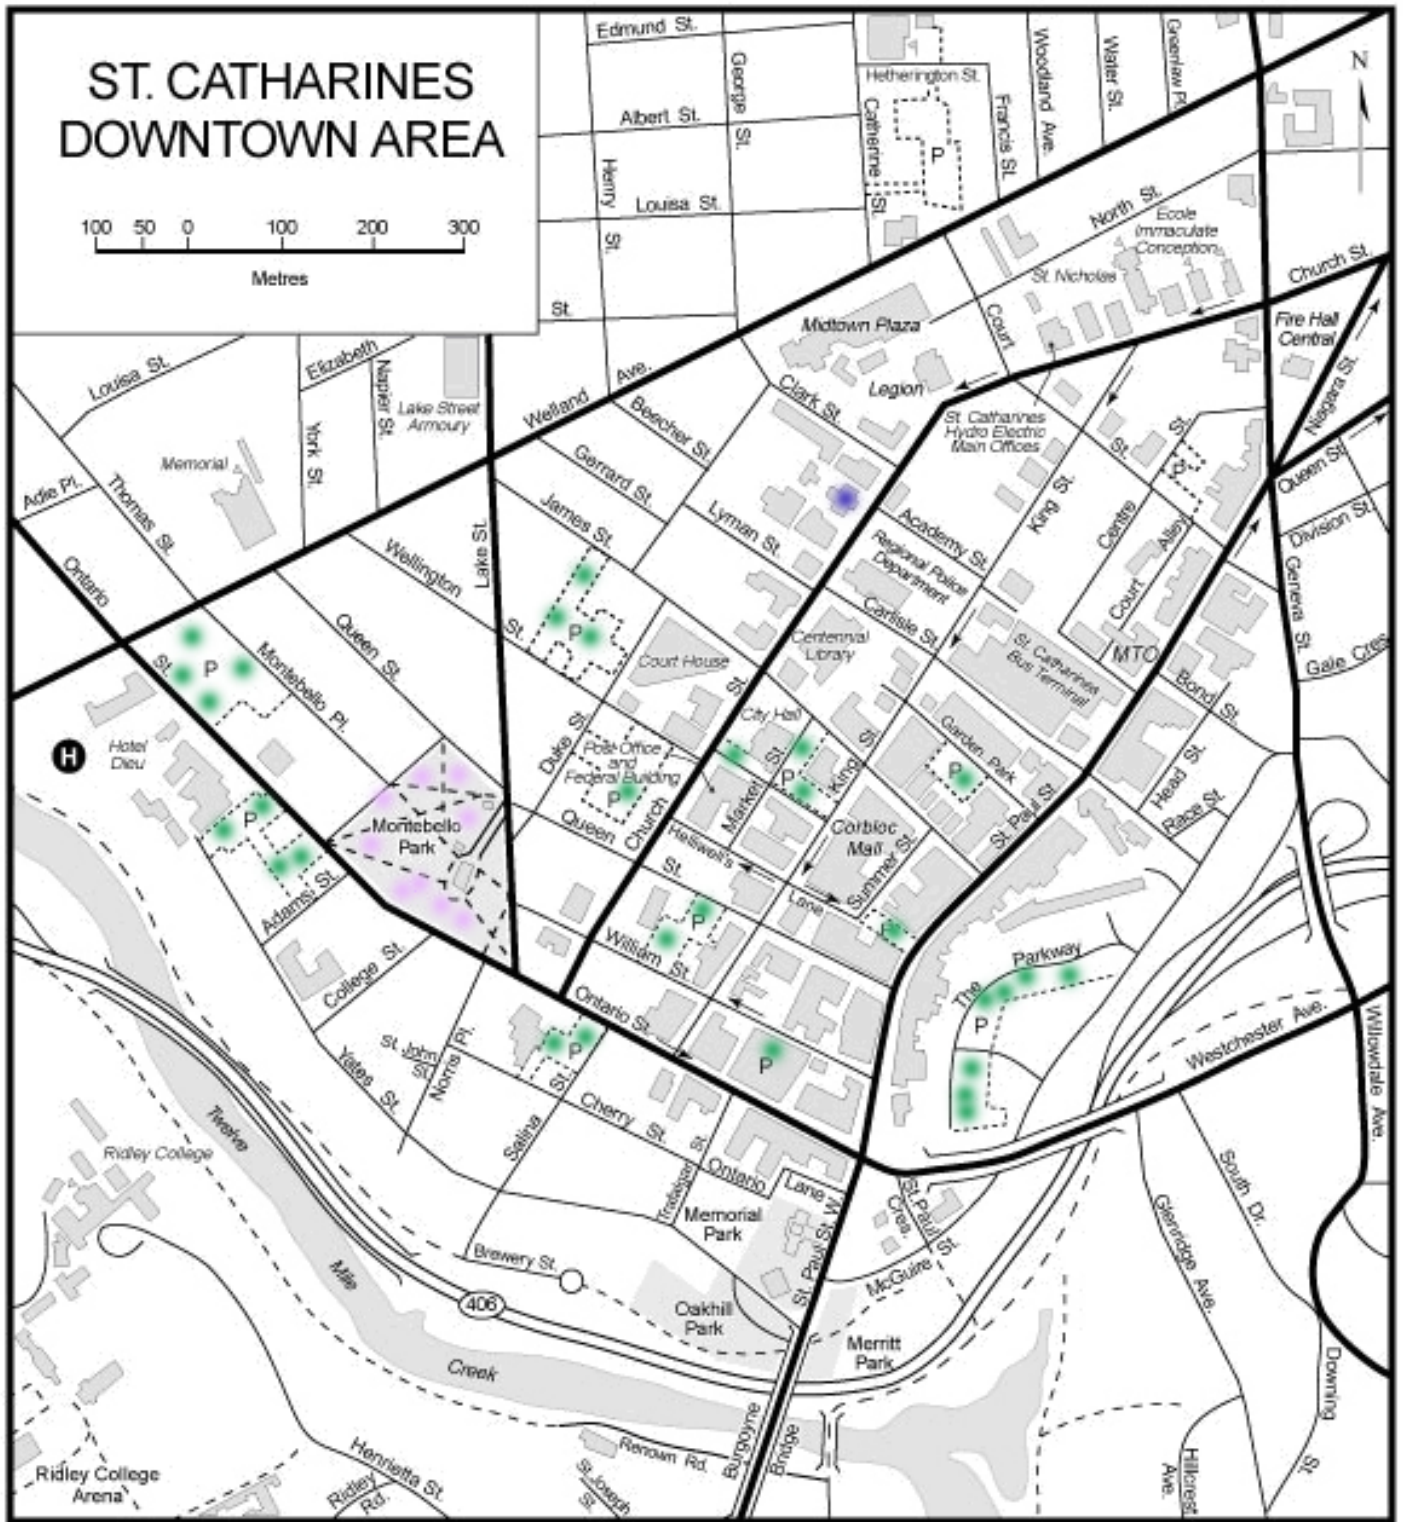 ST. CATHARINES
DOWNTOWN AREA
100 50 0 100 200 300
Metres
Edmund St.
George
St.
Albert St.
Henry
St.
Louisa St.
St.
Hetherington St.
Catherine
St.
P
Francis St.
Woodland Ave.
Water St.
Greenlaw Pl.
N
North St.
Ecole
Immaculate
Conception
St. Nicholas
Church St.
Court
Midtown Plaza
Legion
Fire Hall
Central
Niagara St.
Queen St.
Division St.
Geneva St.
Gale Cres.
Louisa St.
Elizabeth
Napier St.
York St.
Lake Street
Armoury
Memorial
Adie Pl.
Thomas St.
Ontario
St.
Welland
Ave.
Beecher St.
Gerrard St.
James St.
Clark St.
Lyman St.
St. Catharines
Hydro Electric
Main Offices
St.
St.
P
King St.
Centre
Alley
Court
Academy St.
Regional Police
Department
Carlisle St.
Centennial
Library
St. Catharines
Bus Terminal
MTO
Bond St.
Head St.
Race St.
Wellington
St.
Lake St.
Queen St.
Montebello Pl.
P
P
Court House
St.
City Hall
Duke St.
Post Office
and
Federal Building
P
Church
Market
St.
P
King
St.
Garden Park
P
St. Paul St.
Corbloc
Mall
Summer St.
Helliwell's
Lane
P
H
Hotel
Dieu
P
Montebello
Park
Adams St.
College St.
Queen
St.
P
William St.
Ontario St.
P
The
Parkway
P
Westchester Ave.
Willowdale Ave.
St. John
St.
Norris Pl.
Yates St.
P
St.
Salina
Cherry St.
Trafalgar
St.
Ontario
Lane
St. Paul St. W.
Memorial
Park
St. Paul St.
Cres.
McGuire
St.
Glenridge Ave.
South Dr.
Downing
St.
Hillcrest
Ave.
Ridley College
Twelve
Mile
Creek
Brewery St.
406
Oakhill
Park
Merritt
Park
Burgoyne
Bridge
Renown Rd.
St. Joseph
St.
Henrietta St.
Ridley
Rd.
Ridley College
Arena